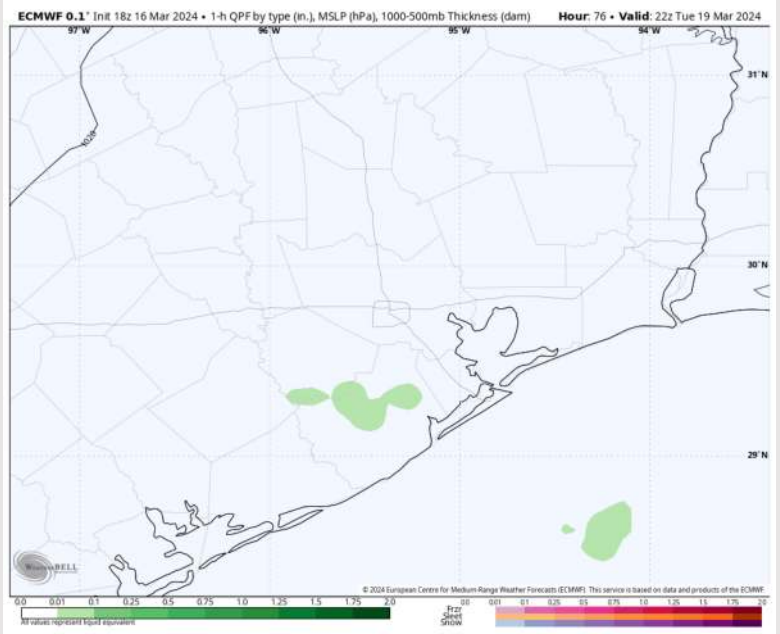 ECMWF 0.1° Init 18z 16 Mar 2024 • 1-h QPF by type (in.), MSLP (hPa), 1000-500mb Thickness (dam) Hour: 76 • Valid: 22z Tue 19 Mar 2024
97°W 96°W 95°W 94°W
31°N
1020
30°N
29°N
WeatherBELL
© 2024 European Centre for Medium-Range Weather Forecasts (ECMWF). This service is based on data and products of the ECMWF.
0.0 0.01 0.1 0.25 0.5 0.75 1.0 1.25 1.5 1.75 2.0 0.0 0.01 0.1 0.25 0.5 0.75 1.0 1.25 1.5 1.75 2.0
Frzr
Sleet
All values represent liquid equivalent Snow